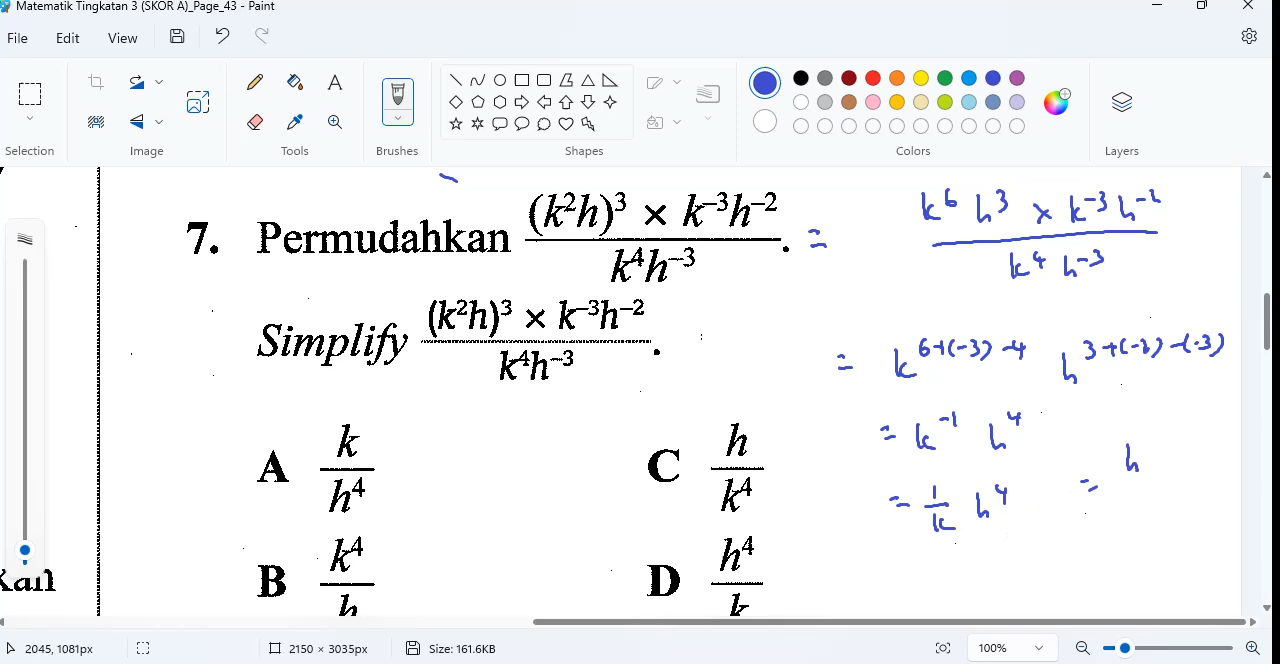 Matematik Tingkatan 3 (SKOR A)_Page_43 - Paint
File Edit View
Selection Image Tools Brushes Shapes Colors Layers
7. Permudahkan (k²h)³ × k⁻³h⁻² / k⁴h⁻³ . = k⁶ h³ × k⁻³ h⁻² / k⁴ h⁻³
Simplify (k²h)³ × k⁻³h⁻² / k⁴h⁻³ .
= k^6+(-3)-4 h^3+(-2)-(-3)
= k⁻¹ h⁴
= 1/k h⁴ = h
A k/h⁴
C h/k⁴
B k⁴/h
D h⁴/k
kan
2045, 1081px 2150 × 3035px Size: 161.6KB 100%